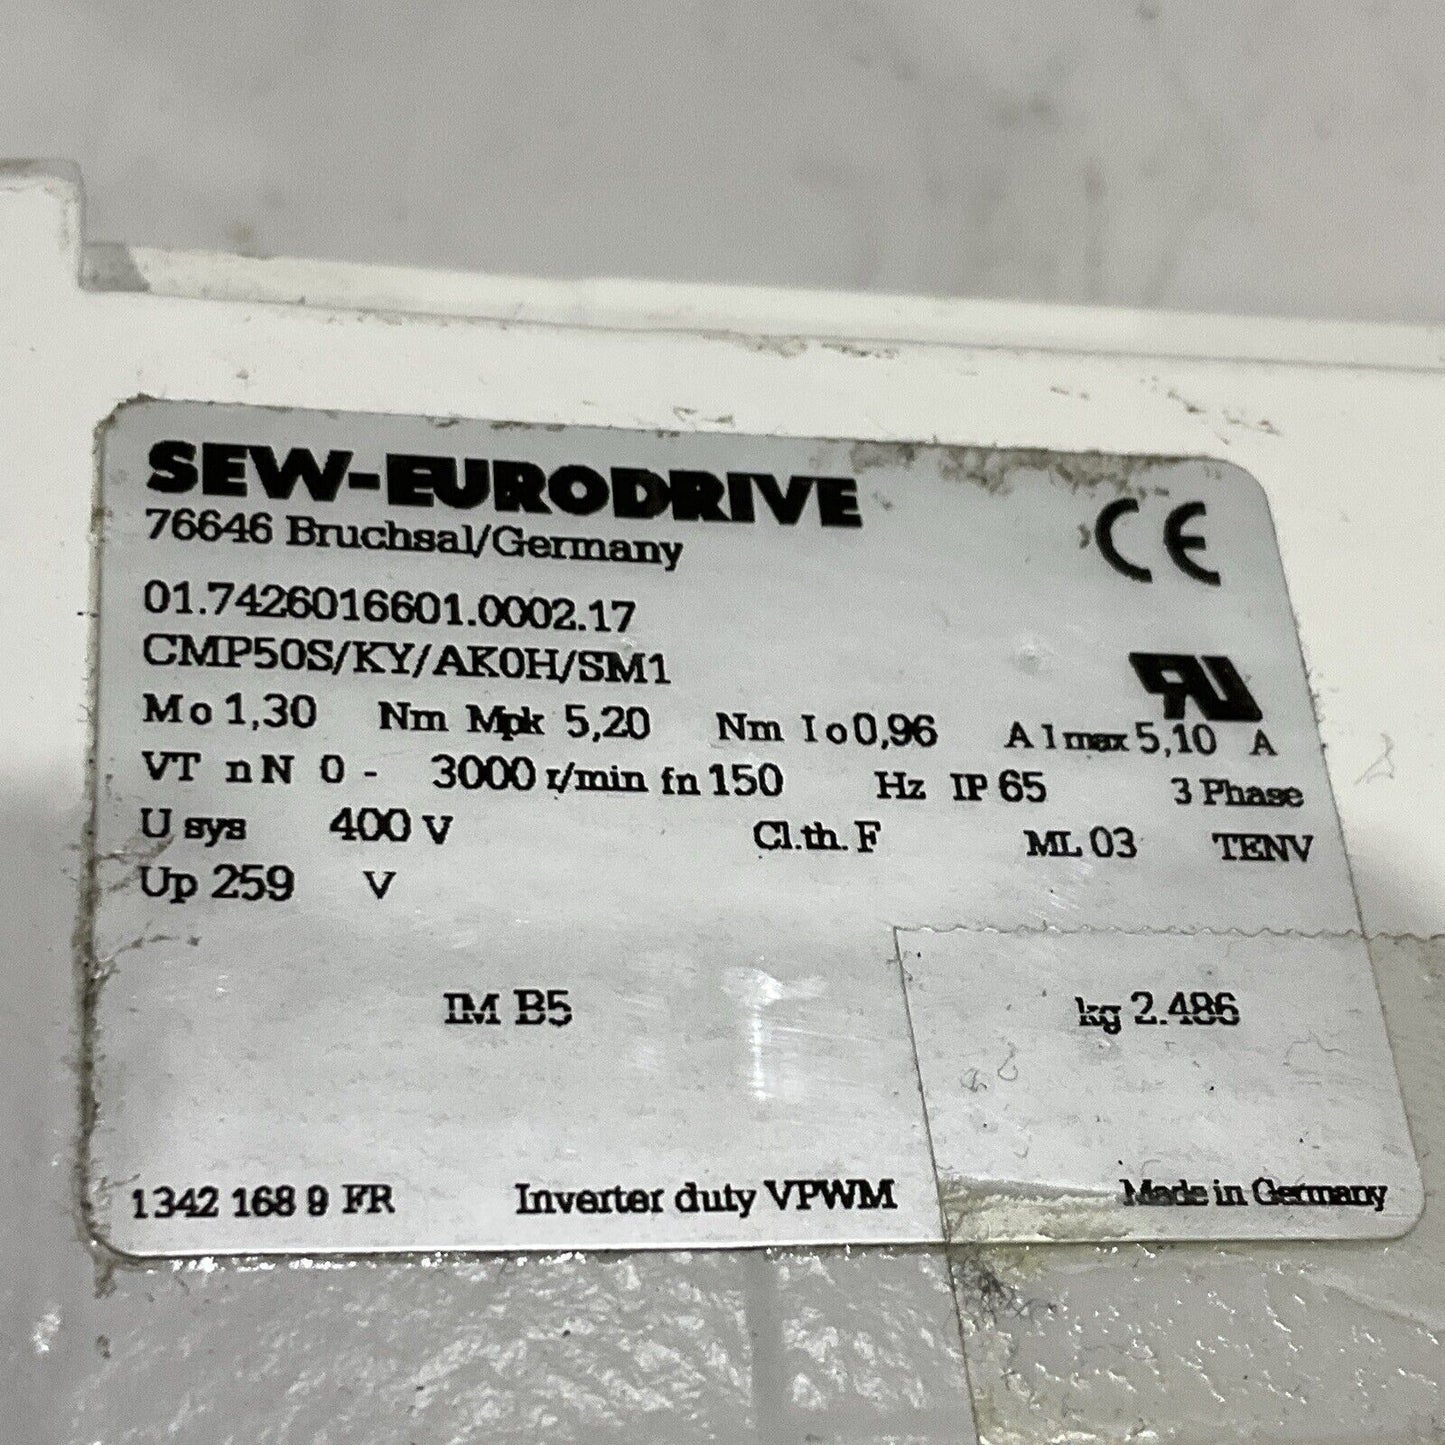 SEW-EURODRIVE
76646 Bruchsal/Germany
CE
01.7426016601.0002.17
CMP50S/KY/AK0H/SM1
RU
Mo 1,30 Nm Mpk 5,20 Nm Io 0,96 A Imax 5,10 A
VT nN 0 - 3000 r/min fn 150 Hz IP 65 3 Phase
U sys 400 V Cl.th. F ML 03 TENV
Up 259 V
IM B5 kg 2.486
1342 168 9 FR Inverter duty VPWM Made in Germany